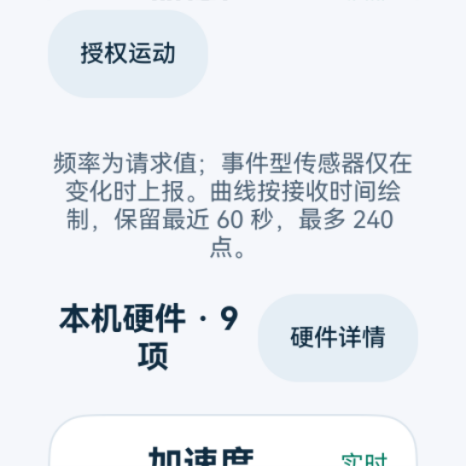 授权运动
频率为请求值；事件型传感器仅在
变化时上报。曲线按接收时间绘
制，保留最近 60 秒，最多 240
点。
本机硬件 · 9
项
硬件详情
加速度
实时